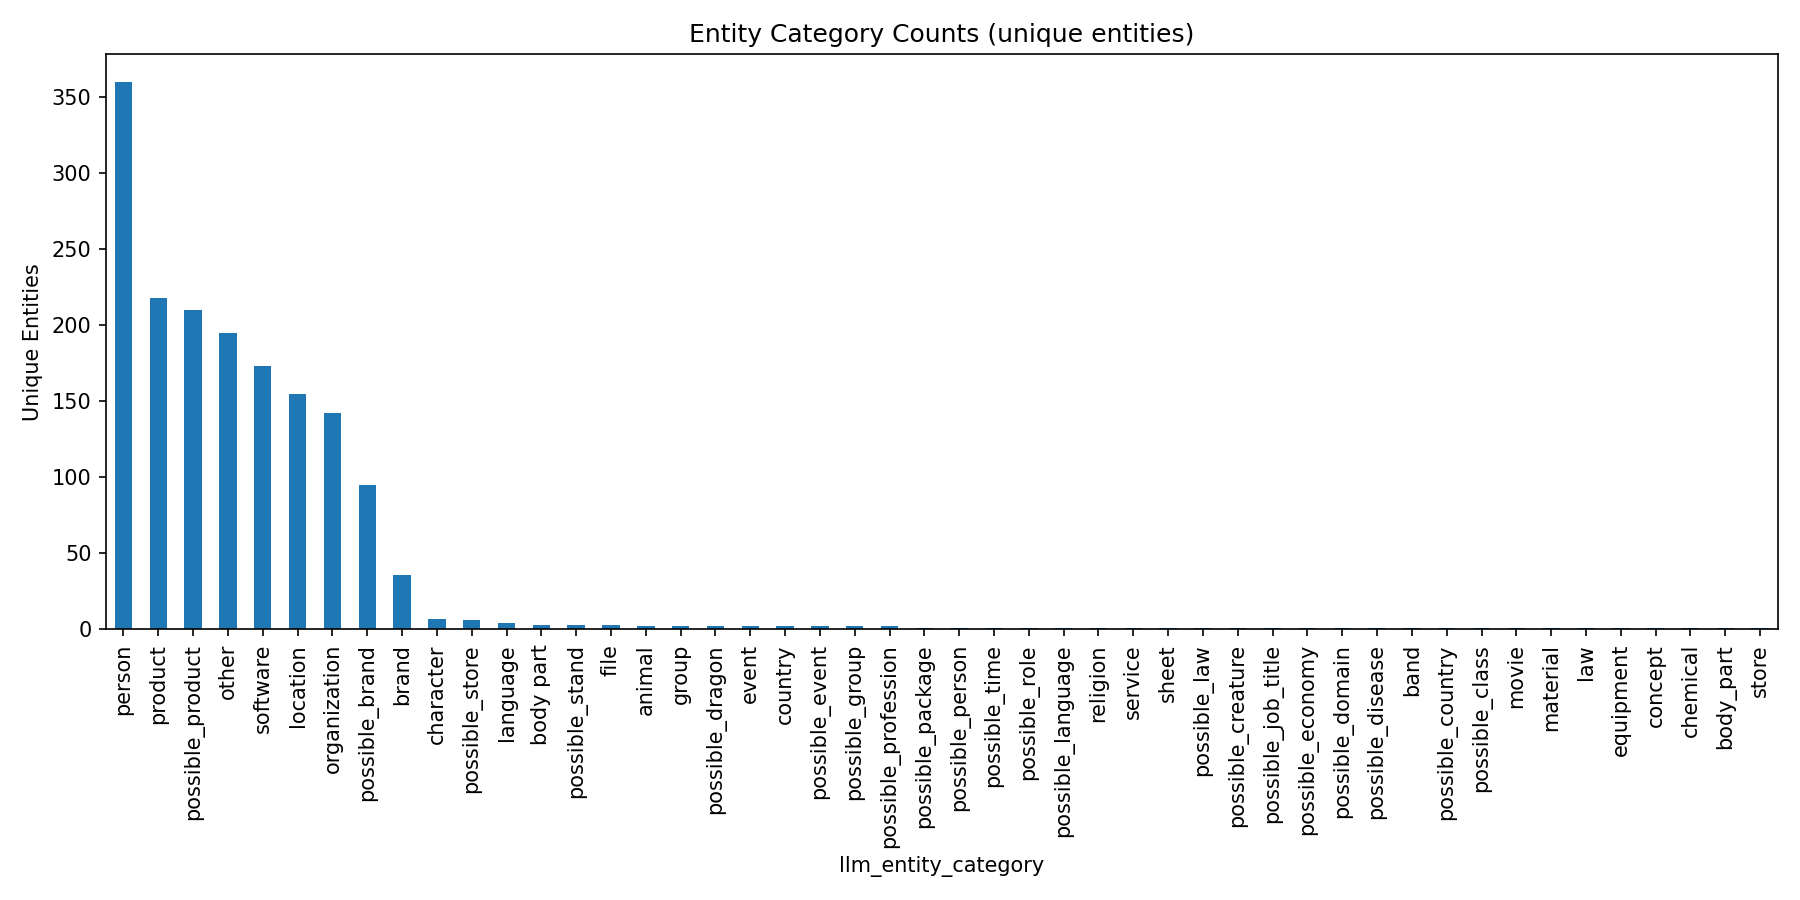 Entity Category Counts (unique entities)
Unique Entities
350
300
250
200
150
100
50
0
person
product
possible_product
other
software
location
organization
possible_brand
brand
character
possible_store
language
body part
possible_stand
file
animal
group
possible_dragon
event
country
possible_event
possible_group
possible_profession
possible_package
possible_person
possible_time
possible_role
possible_language
religion
service
sheet
possible_law
possible_creature
possible_job_title
possible_economy
possible_domain
possible_disease
band
possible_country
possible_class
movie
material
law
equipment
concept
chemical
body_part
store
llm_entity_category